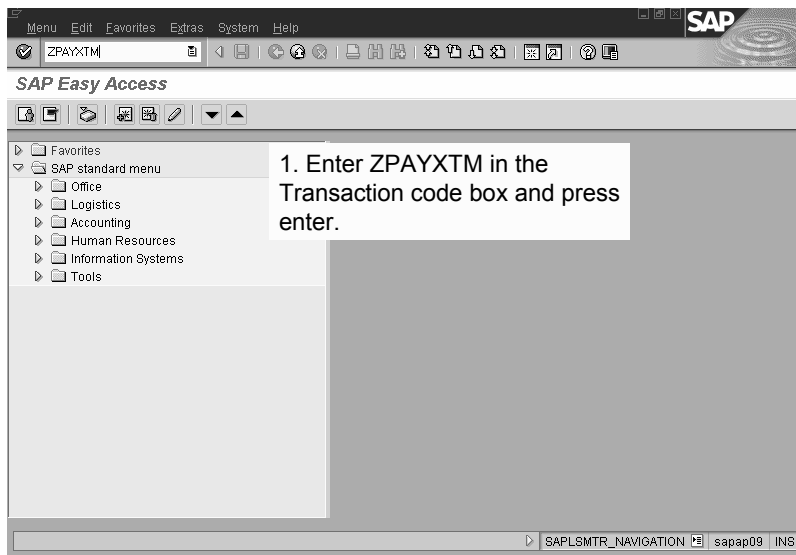 Menu Edit Favorites Extras System Help
SAP
ZPAYXTM
SAP Easy Access
Favorites
SAP standard menu
Office
Logistics
Accounting
Human Resources
Information Systems
Tools
1. Enter ZPAYXTM in the
Transaction code box and press
enter.
SAPLSMTR_NAVIGATION sapap09 INS